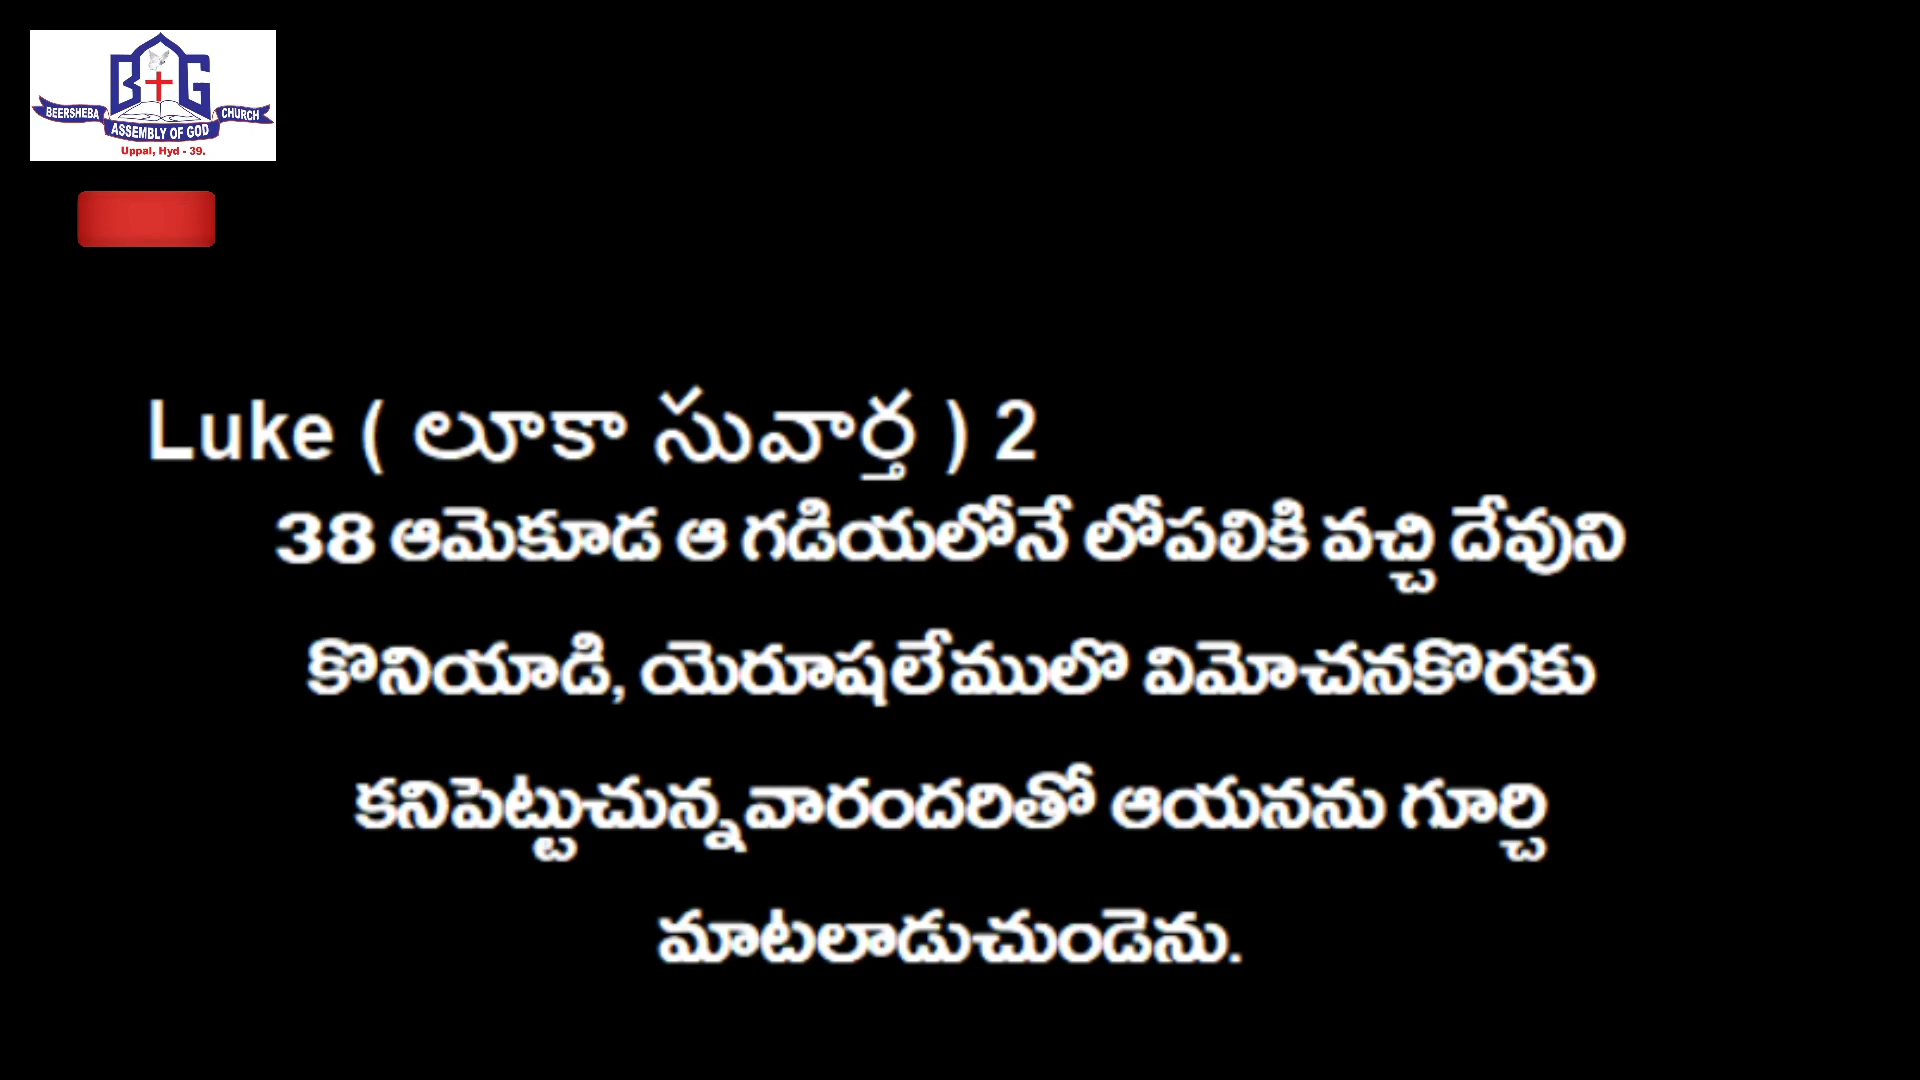 B G
BEERSHEBA
CHURCH
ASSEMBLY OF GOD
Uppal, Hyd - 39.
Luke ( లూకా సువార్త ) 2
38 ఆమెకూడ ఆ గడియలోనే లోపలికి వచ్చి దేవుని
కొనియాడి, యెరూషలేములొ విమోచనకొరకు
కనిపెట్టుచున్నవారందరితో ఆయనను గూర్చి
మాటలాడుచుండెను.